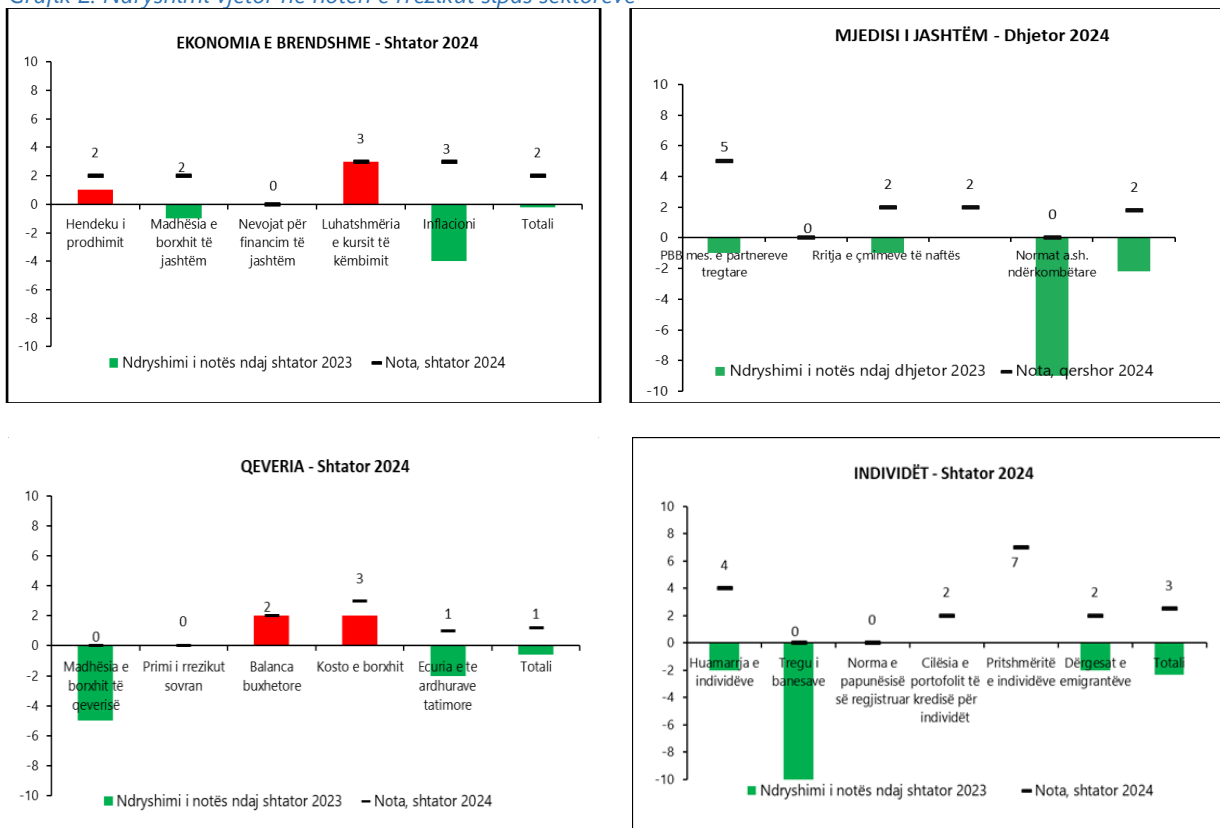 Grafik 2. Ndryshimi vjetor në notën e rrezikut sipas sektorëve
EKONOMIA E BRENDSHME - Shtator 2024
10
8
6
4
2
0
-2
-4
-6
-8
-10
2
2
0
3
3
2
Hendeku i
prodhimit
Madhësia e
borxhit të
jashtëm
Nevojat për
financim të
jashtëm
Luhatshmëria
e kursit të
këmbimit
Inflacioni
Totali
Ndryshimi i notës ndaj shtator 2023
Nota, shtator 2024
MJEDISI I JASHTËM - Dhjetor 2024
10
8
6
4
2
0
-2
-4
-6
-8
-10
5
0
2
2
0
2
PBB mes. e partnereve
tregtare
Rritja e çmimeve të naftës
Normat a.sh.
ndërkombëtare
Ndryshimi i notës ndaj dhjetor 2023
Nota, qershor 2024
QEVERIA - Shtator 2024
10
8
6
4
2
0
-2
-4
-6
-8
-10
0
0
2
3
1
1
Madhësia e
borxhit të
qeverisë
Primi i rrezikut
sovran
Balanca
buxhetore
Kosto e borxhit
Ecuria e te
ardhurave
tatimore
Totali
Ndryshimi i notës ndaj shtator 2023
Nota, shtator 2024
INDIVIDËT - Shtator 2024
10
8
6
4
2
0
-2
-4
-6
-8
-10
4
0
0
2
7
2
3
Huamarrja e
individëve
Tregu i
banesave
Norma e
papunësisë
së regjistruar
Cilësia e
portofolit të
kredisë për
individët
Pritshmëritë
e individëve
Dërgesat e
emigrantëve
Totali
Ndryshimi i notës ndaj shtator 2023
Nota, shtator 2024